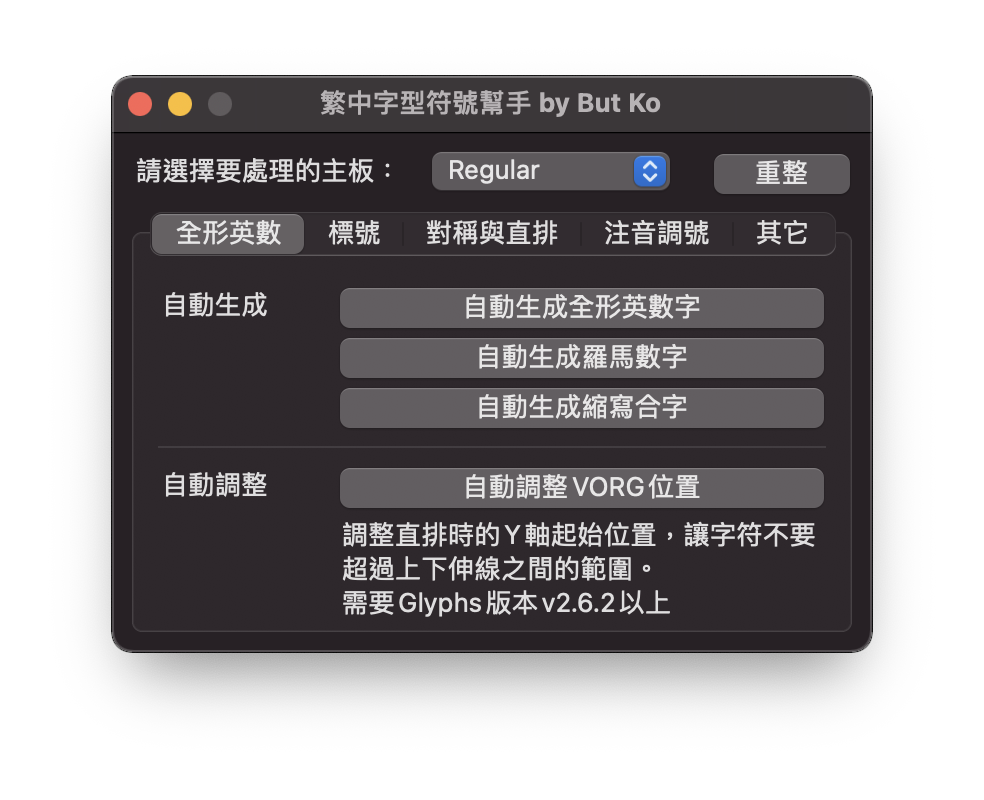 繁中字型符號幫手 by But Ko
請選擇要處理的主板： Regular 重整
全形英數 標號 對稱與直排 注音調號 其它
自動生成 自動生成全形英數字
自動生成羅馬數字
自動生成縮寫合字
自動調整 自動調整 VORG 位置
調整直排時的 Y 軸起始位置，讓字符不要
超過上下伸線之間的範圍。
需要 Glyphs 版本 v2.6.2 以上